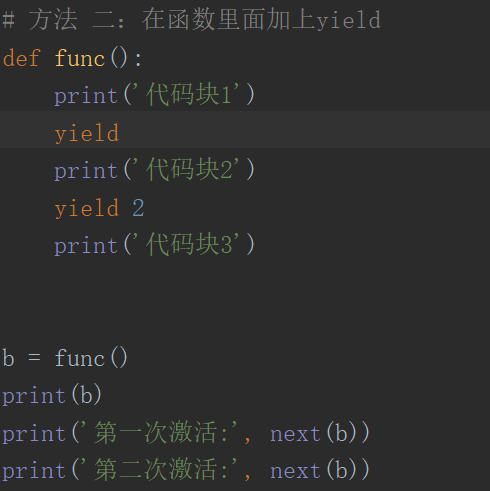 # 方法 二：在函数里面加上yield
def func():
    print('代码块1')
    yield
    print('代码块2')
    yield 2
    print('代码块3')
b = func()
print(b)
print('第一次激活:', next(b))
print('第二次激活:', next(b))